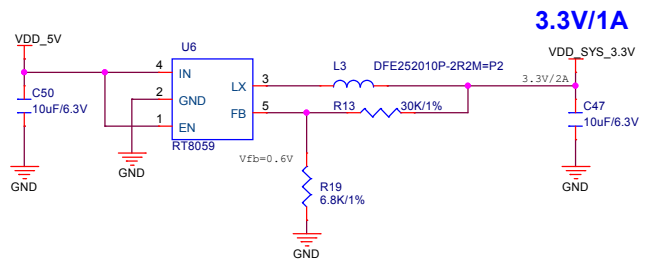 3.3V/1A
VDD_5V
U6
L3
DFE252010P-2R2M=P2
VDD_SYS_3.3V
4
IN
LX
3
3.3V/2A
C50
10uF/6.3V
2
GND
FB
5
R13
30K/1%
C47
10uF/6.3V
1
EN
RT8059
Vfb=0.6V
GND
GND
R19
6.8K/1%
GND
GND